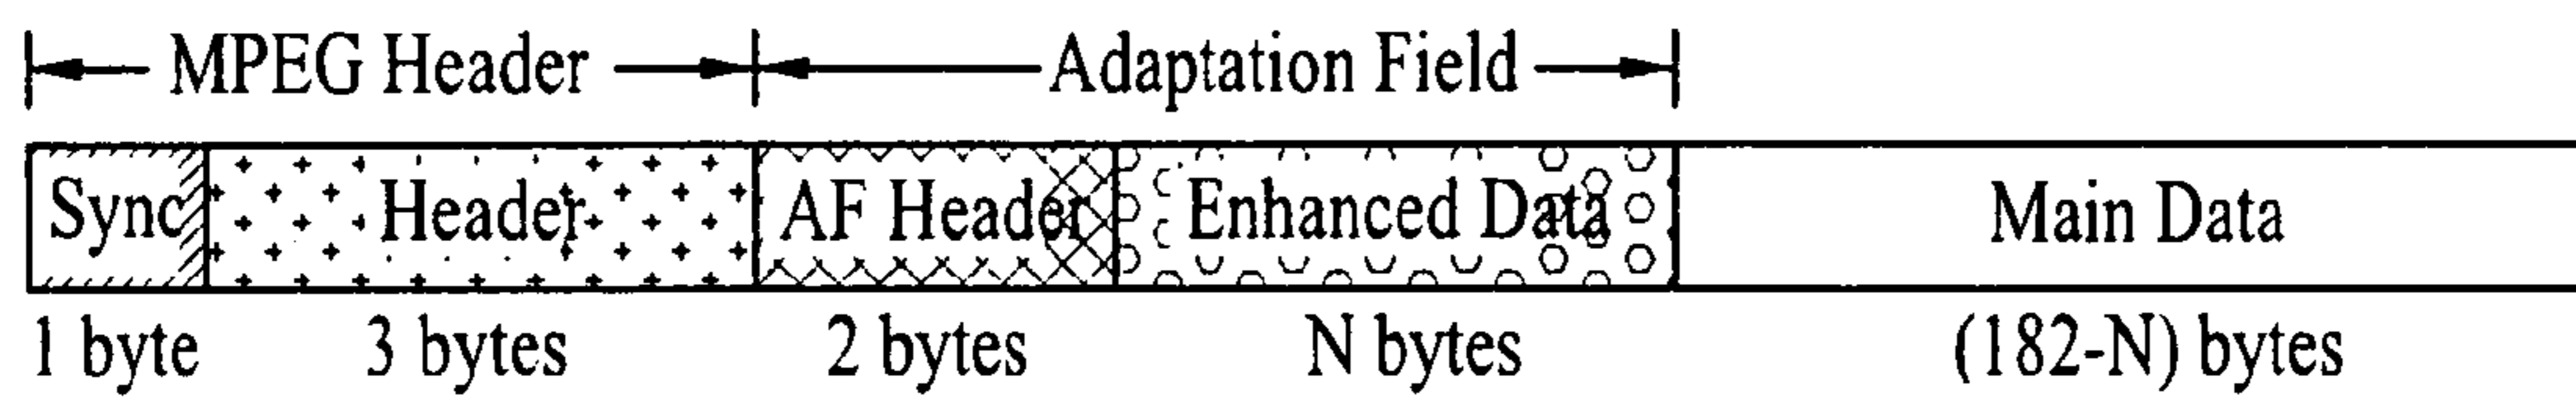 MPEG Header Adaptation Field
Sync Header AF Header Enhanced Data Main Data
1 byte 3 bytes 2 bytes N bytes (182-N) bytes